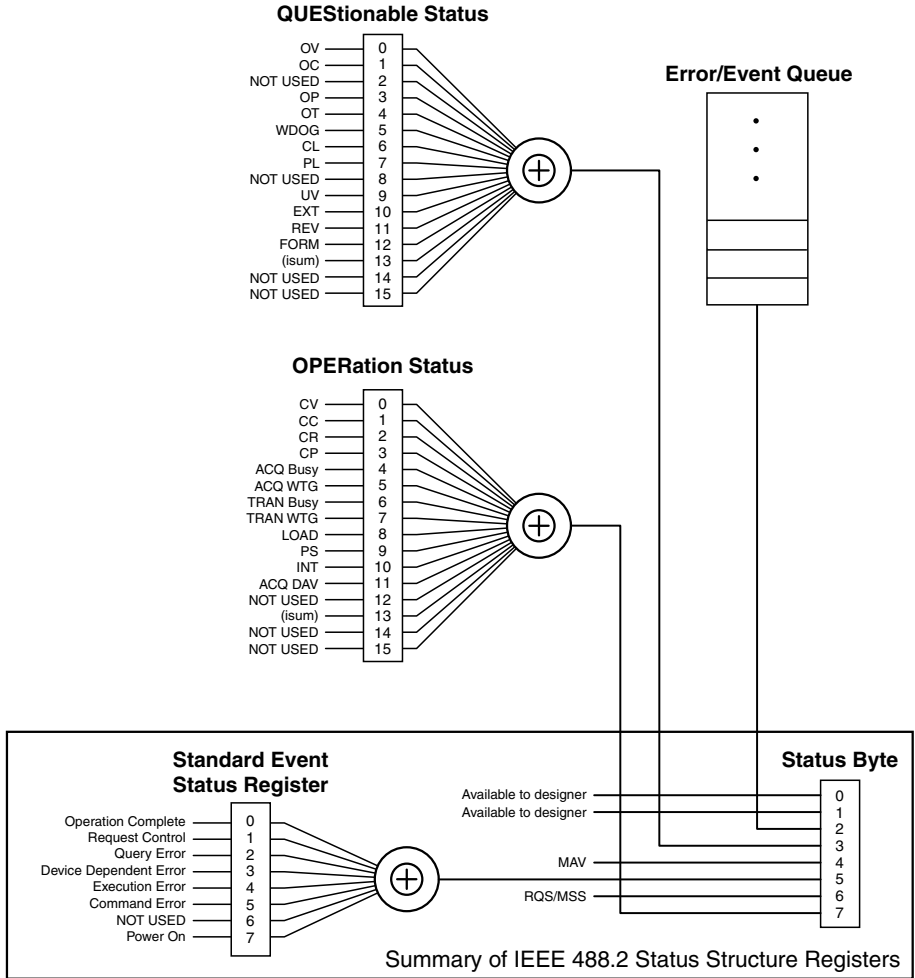 QUEStionable Status
OV 0
OC 1
NOT USED 2
OP 3
OT 4
WDOG 5
CL 6
PL 7
NOT USED 8
UV 9
EXT 10
REV 11
FORM 12
(isum) 13
NOT USED 14
NOT USED 15
Error/Event Queue
OPERation Status
CV 0
CC 1
CR 2
CP 3
ACQ Busy 4
ACQ WTG 5
TRAN Busy 6
TRAN WTG 7
LOAD 8
PS 9
INT 10
ACQ DAV 11
NOT USED 12
(isum) 13
NOT USED 14
NOT USED 15
Standard Event
Status Register
Operation Complete 0
Request Control 1
Query Error 2
Device Dependent Error 3
Execution Error 4
Command Error 5
NOT USED 6
Power On 7
Status Byte
Available to designer 0
Available to designer 1
2
3
MAV 4
5
RQS/MSS 6
7
Summary of IEEE 488.2 Status Structure Registers